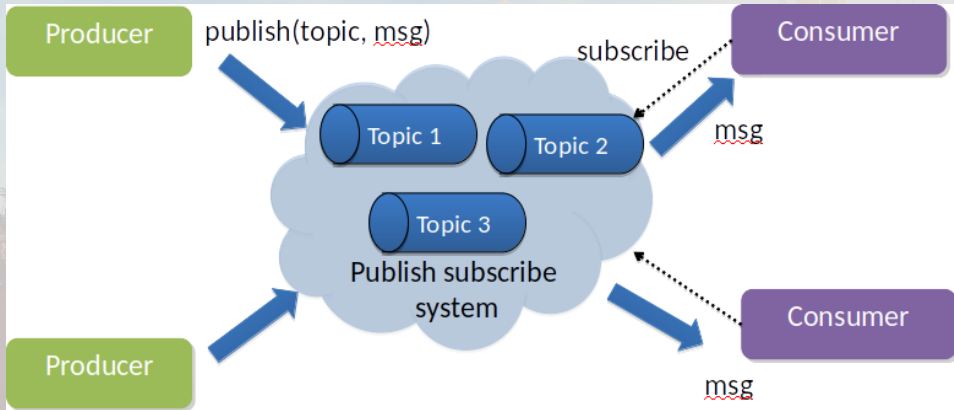 Producer
publish(topic, msg)
subscribe
Consumer
Topic 1
Topic 2
msg
Topic 3
Publish subscribe
system
Consumer
Producer
msg